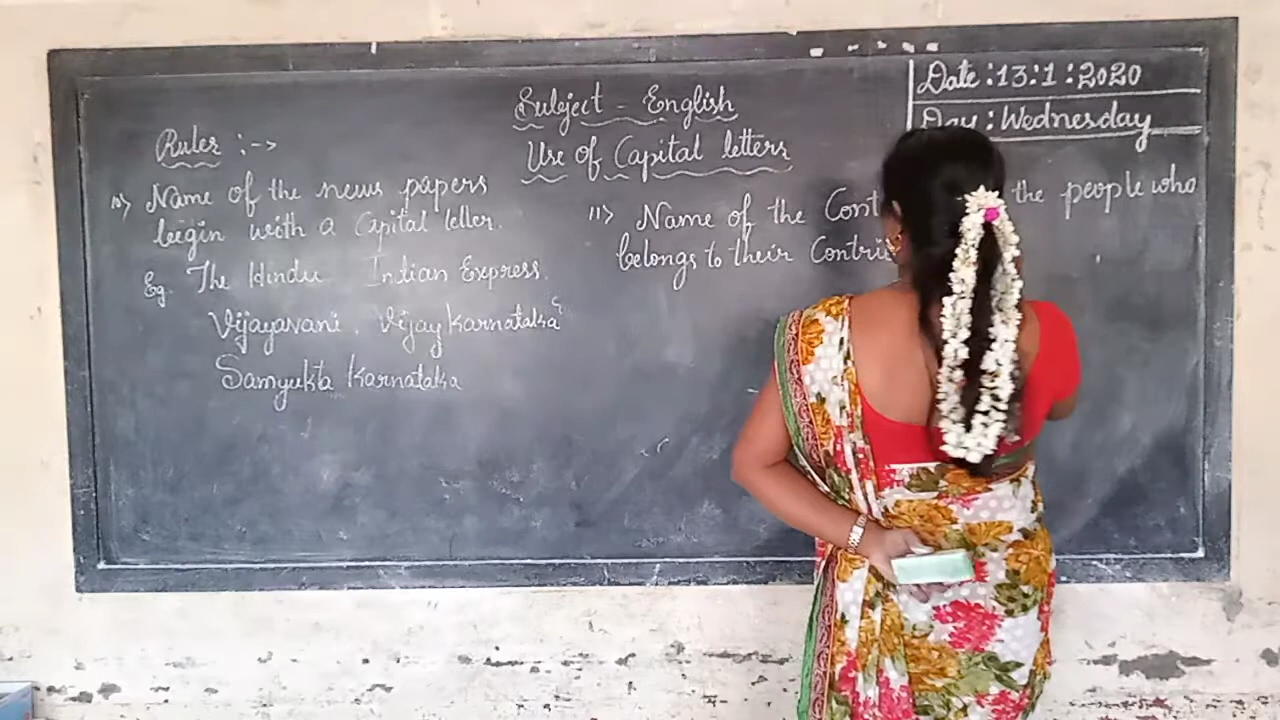 Subject - English
Date : 13 : 1 : 2020
Day : Wednesday
Use of Capital letters
Rules :->
10> Name of the news papers
begin with a Capital letter.
Eg. The Hindu Indian Express.
Vijayavani, Vijay Karnataka
Samyukta Karnataka
11> Name of the the people who
belongs to their